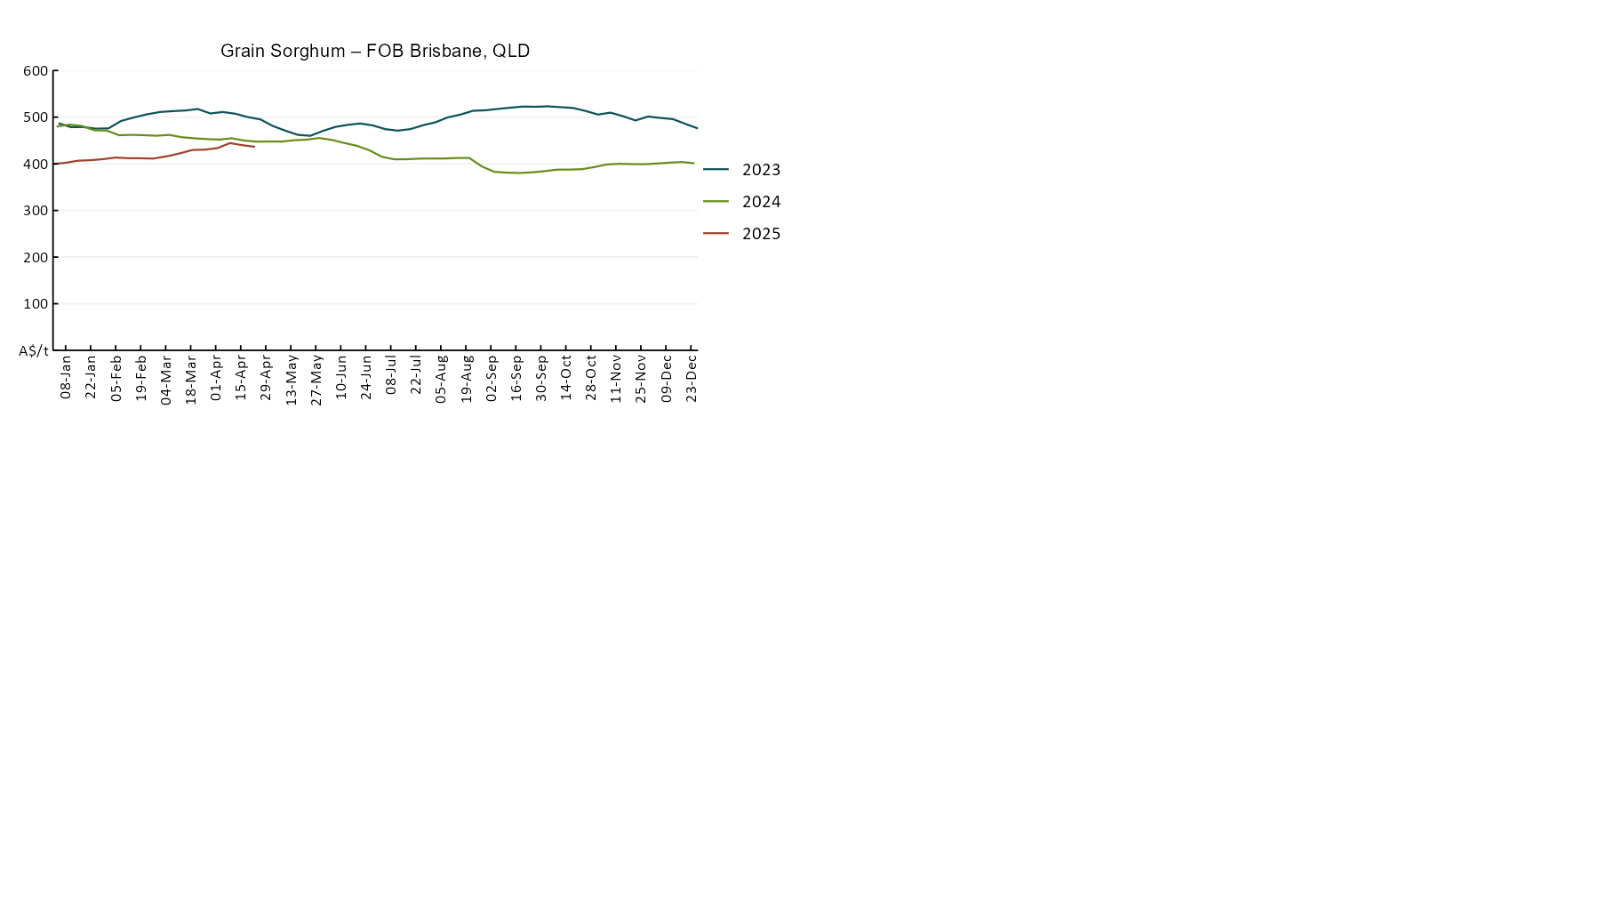 Grain Sorghum – FOB Brisbane, QLD
600
500
400
300
200
100
A$/t
08-Jan
22-Jan
05-Feb
19-Feb
04-Mar
18-Mar
01-Apr
15-Apr
29-Apr
13-May
27-May
10-Jun
24-Jun
08-Jul
22-Jul
05-Aug
19-Aug
02-Sep
16-Sep
30-Sep
14-Oct
28-Oct
11-Nov
25-Nov
09-Dec
23-Dec
2023
2024
2025